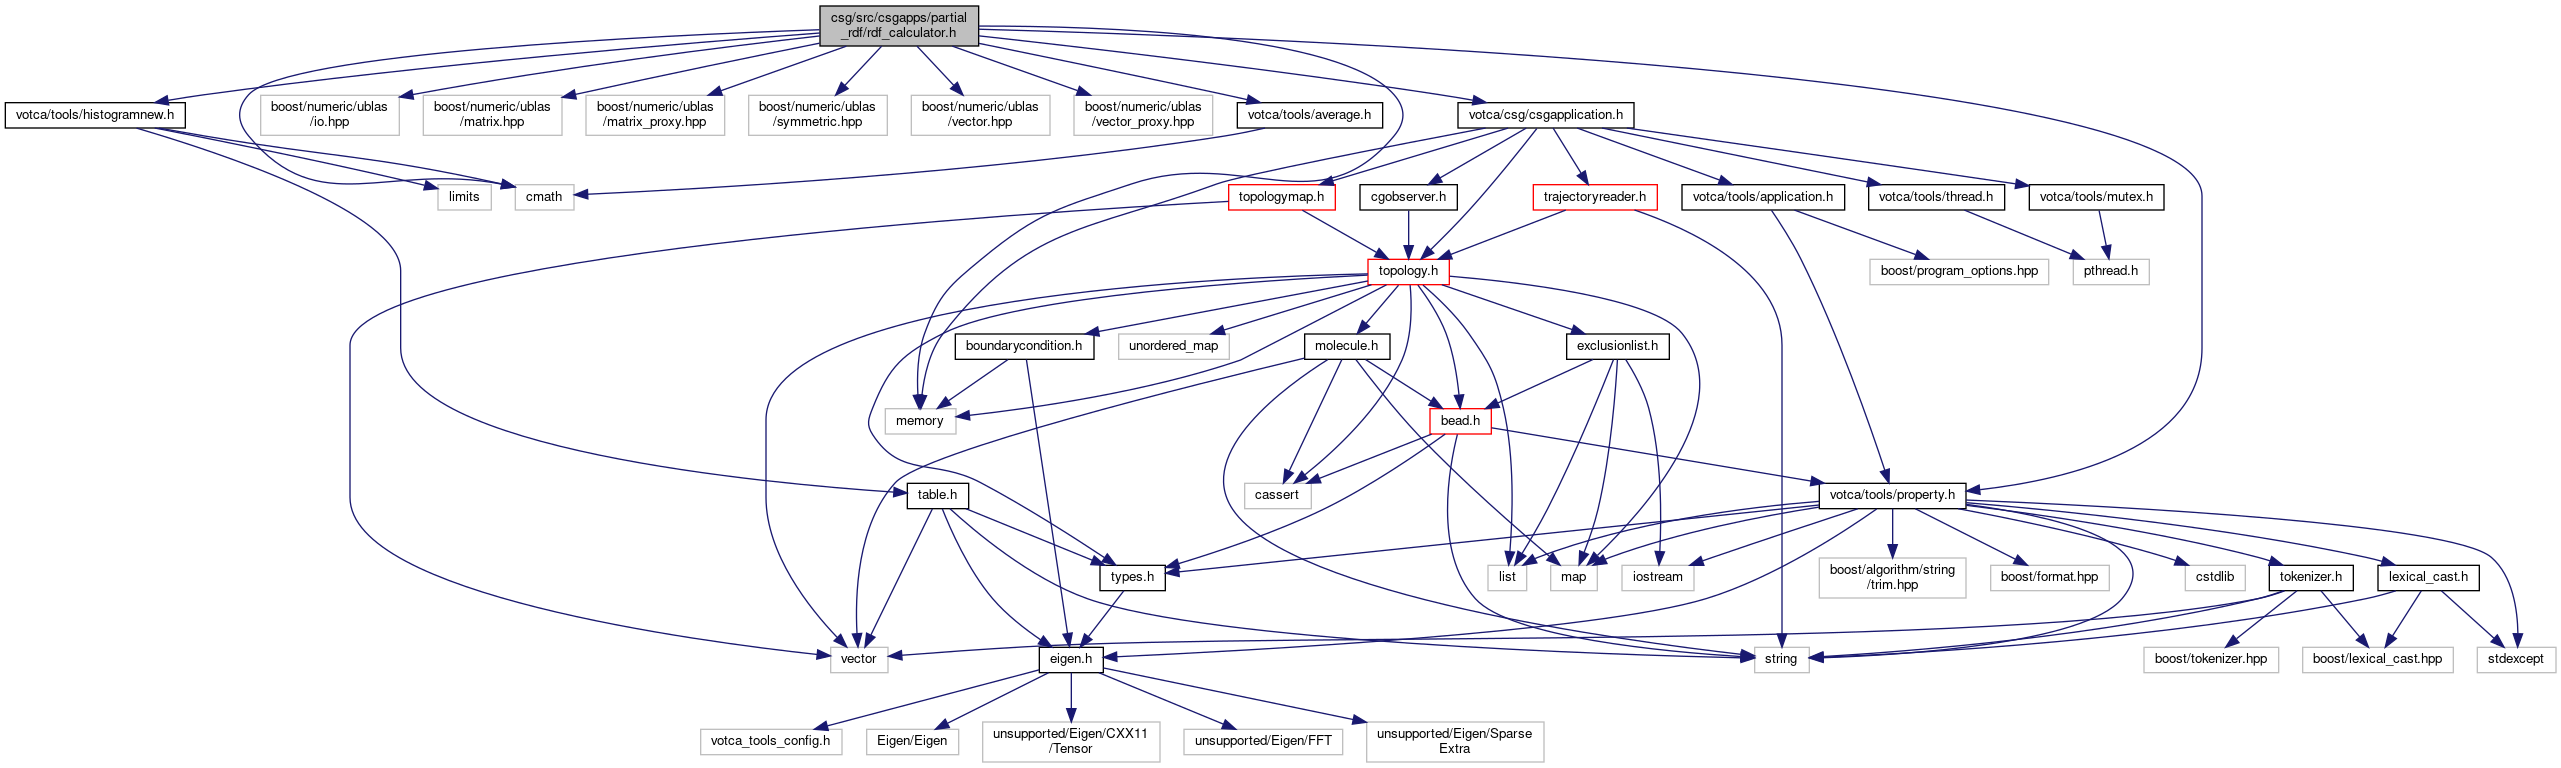 csg/src/csgapps/partial
_rdf/rdf_calculator.h
votca/tools/histogramnew.h
boost/numeric/ublas
/io.hpp
boost/numeric/ublas
/matrix.hpp
boost/numeric/ublas
/matrix_proxy.hpp
boost/numeric/ublas
/symmetric.hpp
boost/numeric/ublas
/vector.hpp
boost/numeric/ublas
/vector_proxy.hpp
votca/tools/average.h
votca/csg/csgapplication.h
limits
cmath
topologymap.h
cgobserver.h
trajectoryreader.h
votca/tools/application.h
votca/tools/thread.h
votca/tools/mutex.h
topology.h
boost/program_options.hpp
pthread.h
boundarycondition.h
unordered_map
molecule.h
exclusionlist.h
memory
bead.h
table.h
cassert
votca/tools/property.h
types.h
list
map
iostream
boost/algorithm/string
/trim.hpp
boost/format.hpp
cstdlib
tokenizer.h
lexical_cast.h
vector
eigen.h
string
boost/tokenizer.hpp
boost/lexical_cast.hpp
stdexcept
votca_tools_config.h
Eigen/Eigen
unsupported/Eigen/CXX11
/Tensor
unsupported/Eigen/FFT
unsupported/Eigen/Sparse
Extra